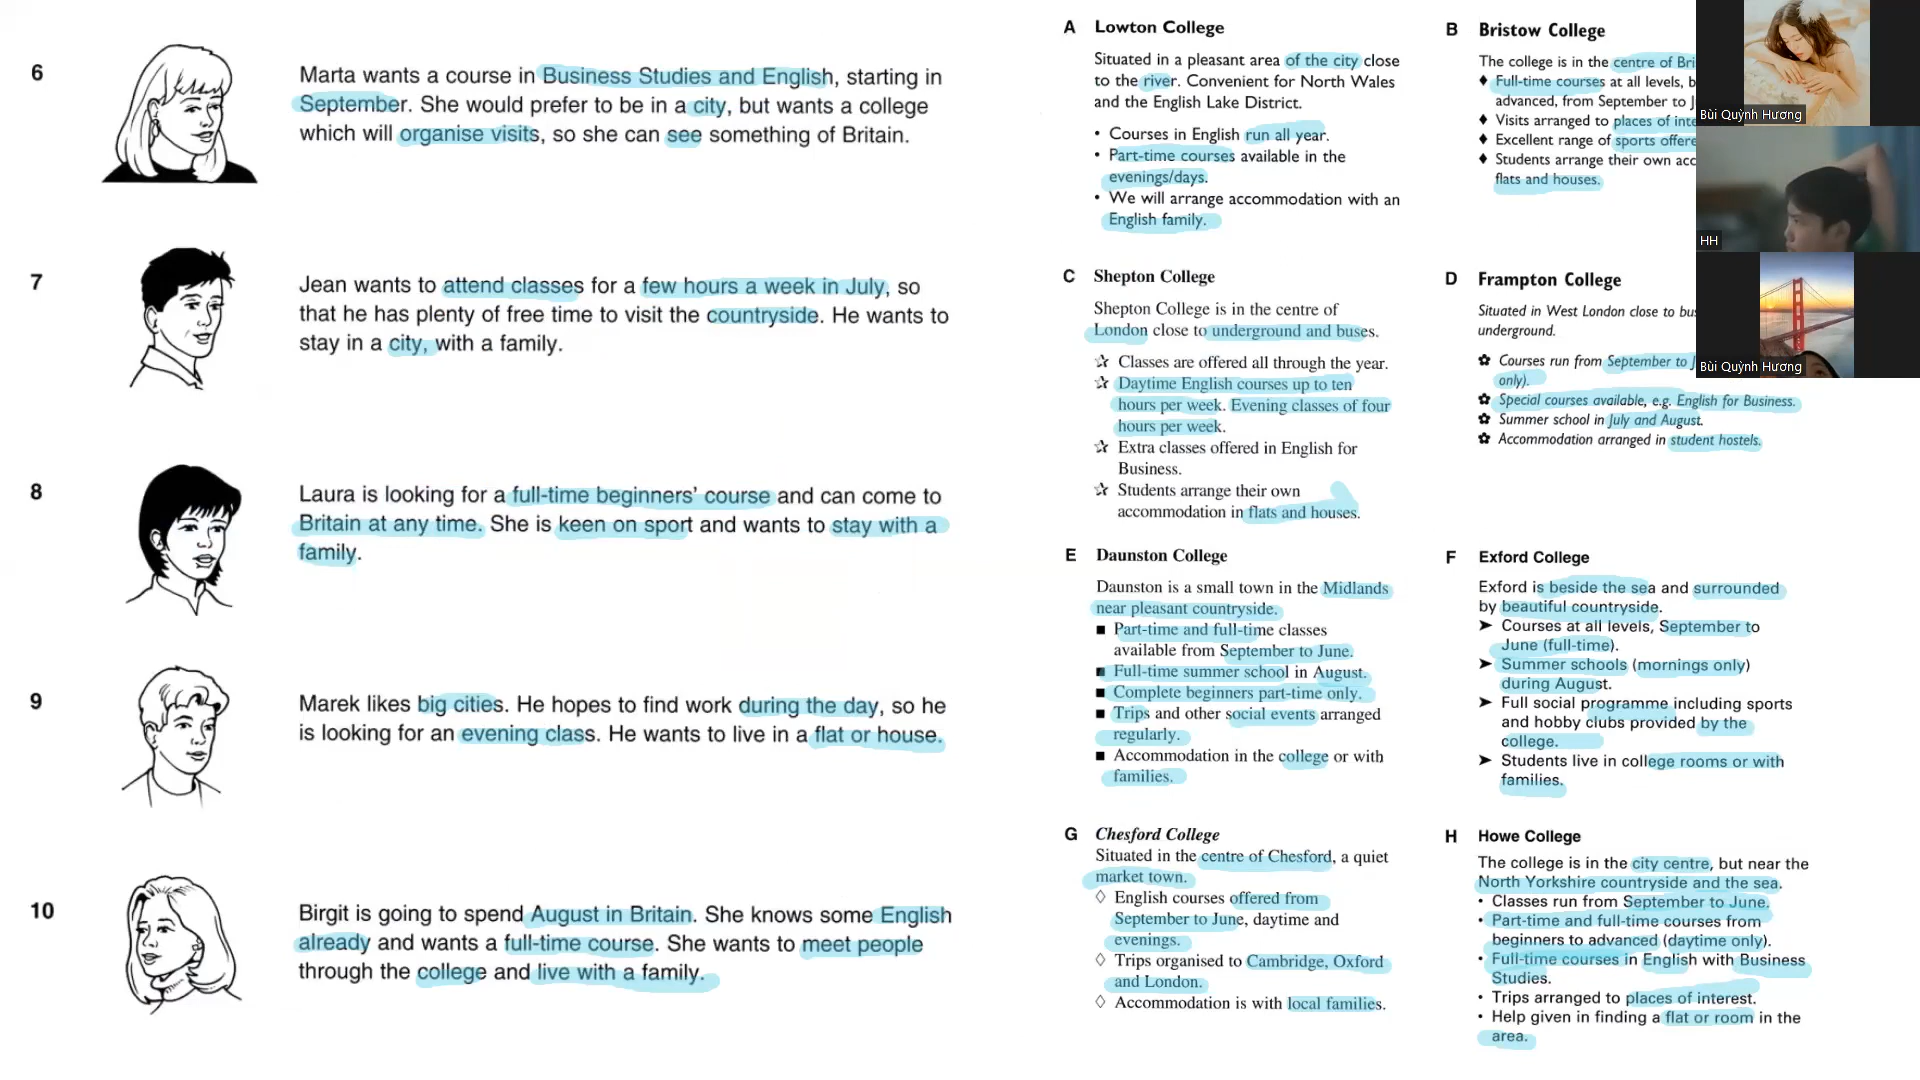 6
Marta wants a course in Business Studies and English, starting in
September. She would prefer to be in a city, but wants a college
which will organise visits, so she can see something of Britain.
7
Jean wants to attend classes for a few hours a week in July, so
that he has plenty of free time to visit the countryside. He wants to
stay in a city, with a family.
8
Laura is looking for a full-time beginners' course and can come to
Britain at any time. She is keen on sport and wants to stay with a
family.
9
Marek likes big cities. He hopes to find work during the day, so he
is looking for an evening class. He wants to live in a flat or house.
10
Birgit is going to spend August in Britain. She knows some English
already and wants a full-time course. She wants to meet people
through the college and live with a family.
A Lowton College
Situated in a pleasant area of the city close
to the river. Convenient for North Wales
and the English Lake District.
• Courses in English run all year.
• Part-time courses available in the
evenings/days.
• We will arrange accommodation with an
English family.
B Bristow College
The college is in the centre of Bri
♦ Full-time courses at all levels, b
advanced, from September to J
♦ Visits arranged to places of inte
♦ Excellent range of sports offere
♦ Students arrange their own acc
flats and houses.
C Shepton College
Shepton College is in the centre of
London close to underground and buses.
☆ Classes are offered all through the year.
☆ Daytime English courses up to ten
hours per week. Evening classes of four
hours per week.
☆ Extra classes offered in English for
Business.
☆ Students arrange their own
accommodation in flats and houses.
D Frampton College
Situated in West London close to bu
underground.
✿ Courses run from September to J
only).
✿ Special courses available, e.g. English for Business.
✿ Summer school in July and August.
✿ Accommodation arranged in student hostels.
E Daunston College
Daunston is a small town in the Midlands
near pleasant countryside.
■ Part-time and full-time classes
available from September to June.
■ Full-time summer school in August.
■ Complete beginners part-time only.
■ Trips and other social events arranged
regularly.
■ Accommodation in the college or with
families.
F Exford College
Exford is beside the sea and surrounded
by beautiful countryside.
➤ Courses at all levels, September to
June (full-time).
➤ Summer schools (mornings only)
during August.
➤ Full social programme including sports
and hobby clubs provided by the
college.
➤ Students live in college rooms or with
families.
G Chesford College
Situated in the centre of Chesford, a quiet
market town.
◊ English courses offered from
September to June, daytime and
evenings.
◊ Trips organised to Cambridge, Oxford
and London.
◊ Accommodation is with local families.
H Howe College
The college is in the city centre, but near the
North Yorkshire countryside and the sea.
• Classes run from September to June.
• Part-time and full-time courses from
beginners to advanced (daytime only).
• Full-time courses in English with Business
Studies.
• Trips arranged to places of interest.
• Help given in finding a flat or room in the
area.
Bùi Quỳnh Hương
HH
Bùi Quỳnh Hương